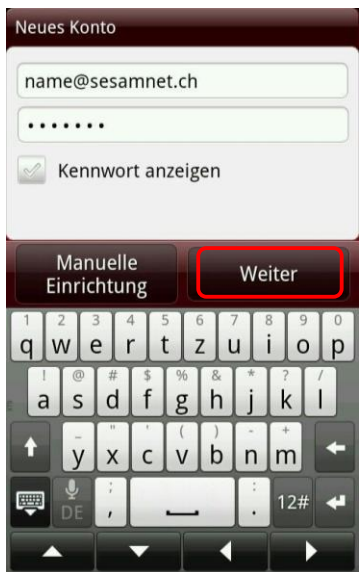 Neues Konto
name@sesamnet.ch
•••••••
Kennwort anzeigen
Manuelle
Einrichtung
Weiter
1 2 3 4 5 6 7 8 9 0
q w e r t z u i o p
! @ # $ % & * ? /
a s d f g h j k l
_ " ' ( ) - +
y x c v b n m
; :
DE , . 12#